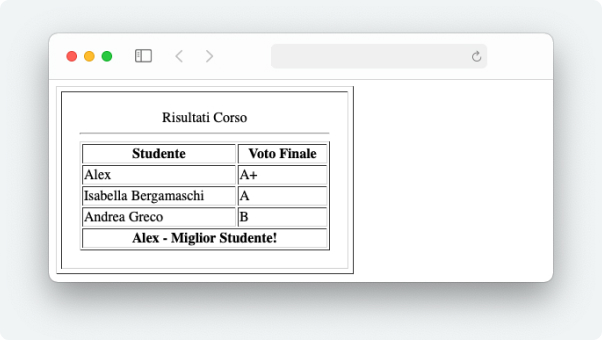 Risultati Corso
Studente Voto Finale
Alex A+
Isabella Bergamaschi A
Andrea Greco B
Alex - Miglior Studente!